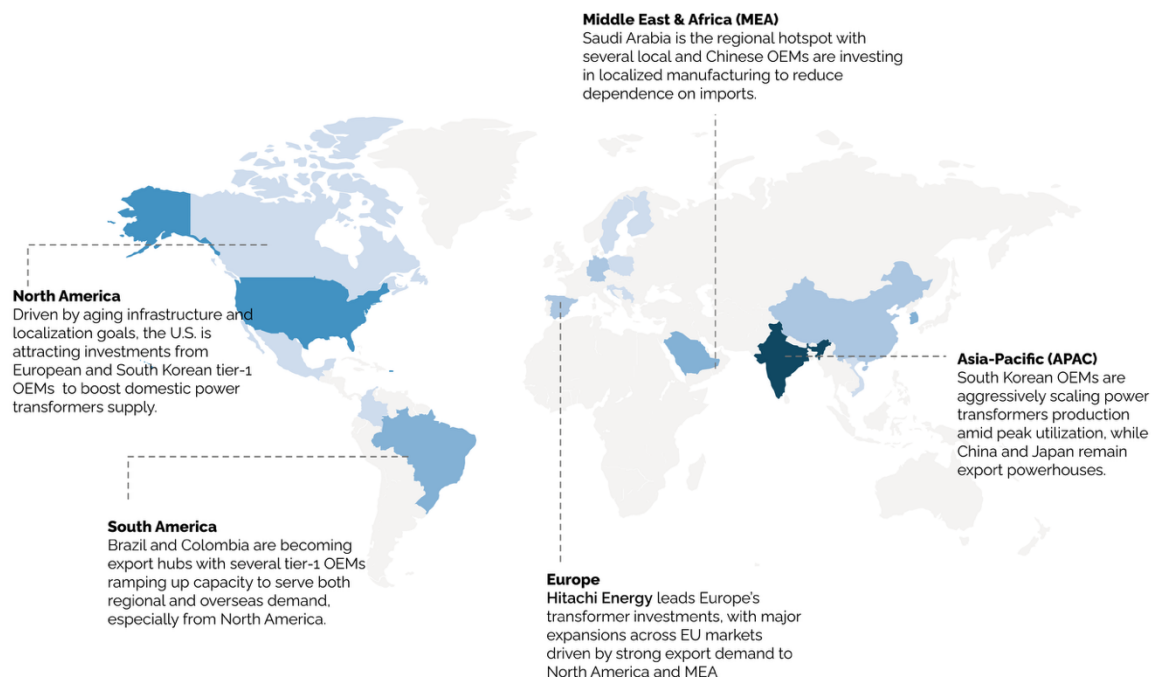 Middle East & Africa (MEA)
Saudi Arabia is the regional hotspot with
several local and Chinese OEMs are investing
in localized manufacturing to reduce
dependence on imports.
North America
Driven by aging infrastructure and
localization goals, the U.S. is
attracting investments from
European and South Korean tier-1
OEMs to boost domestic power
transformers supply.
Asia-Pacific (APAC)
South Korean OEMs are
aggressively scaling power
transformers production
amid peak utilization, while
China and Japan remain
export powerhouses.
South America
Brazil and Colombia are becoming
export hubs with several tier-1 OEMs
ramping up capacity to serve both
regional and overseas demand,
especially from North America.
Europe
Hitachi Energy leads Europe's
transformer investments, with major
expansions across EU markets
driven by strong export demand to
North America and MEA